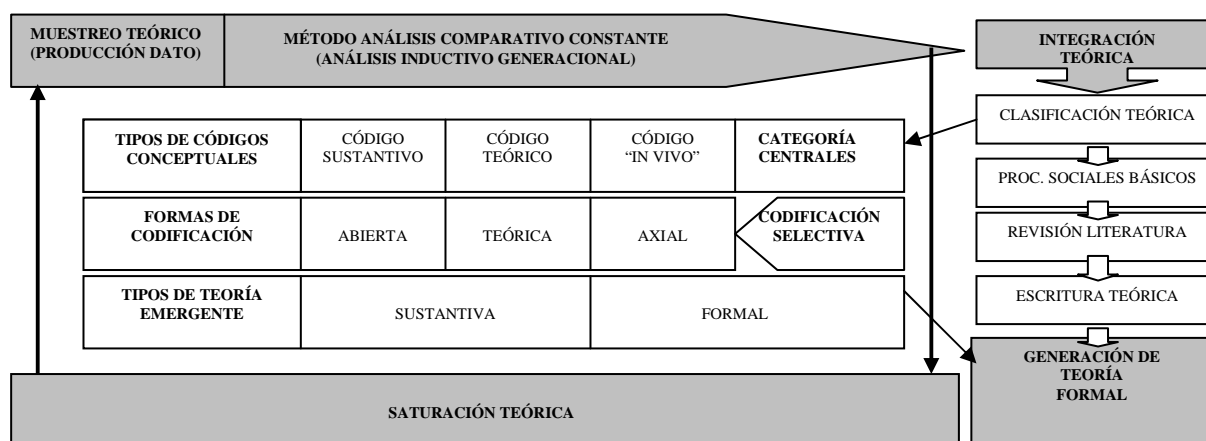 MUESTREO TEÓRICO
(PRODUCCIÓN DATO)
MÉTODO ANÁLISIS COMPARATIVO CONSTANTE
(ANÁLISIS INDUCTIVO GENERACIONAL)
INTEGRACIÓN
TEÓRICA
TIPOS DE CÓDIGOS
CONCEPTUALES
CÓDIGO
SUSTANTIVO
CÓDIGO
TEÓRICO
CÓDIGO
“IN VIVO”
CATEGORÍA
CENTRALES
FORMAS DE
CODIFICACIÓN
ABIERTA
TEÓRICA
AXIAL
CODIFICACIÓN
SELECTIVA
TIPOS DE TEORÍA
EMERGENTE
SUSTANTIVA
FORMAL
CLASIFICACIÓN TEÓRICA
PROC. SOCIALES BÁSICOS
REVISIÓN LITERATURA
ESCRITURA TEÓRICA
GENERACIÓN DE
TEORÍA
FORMAL
SATURACIÓN TEÓRICA